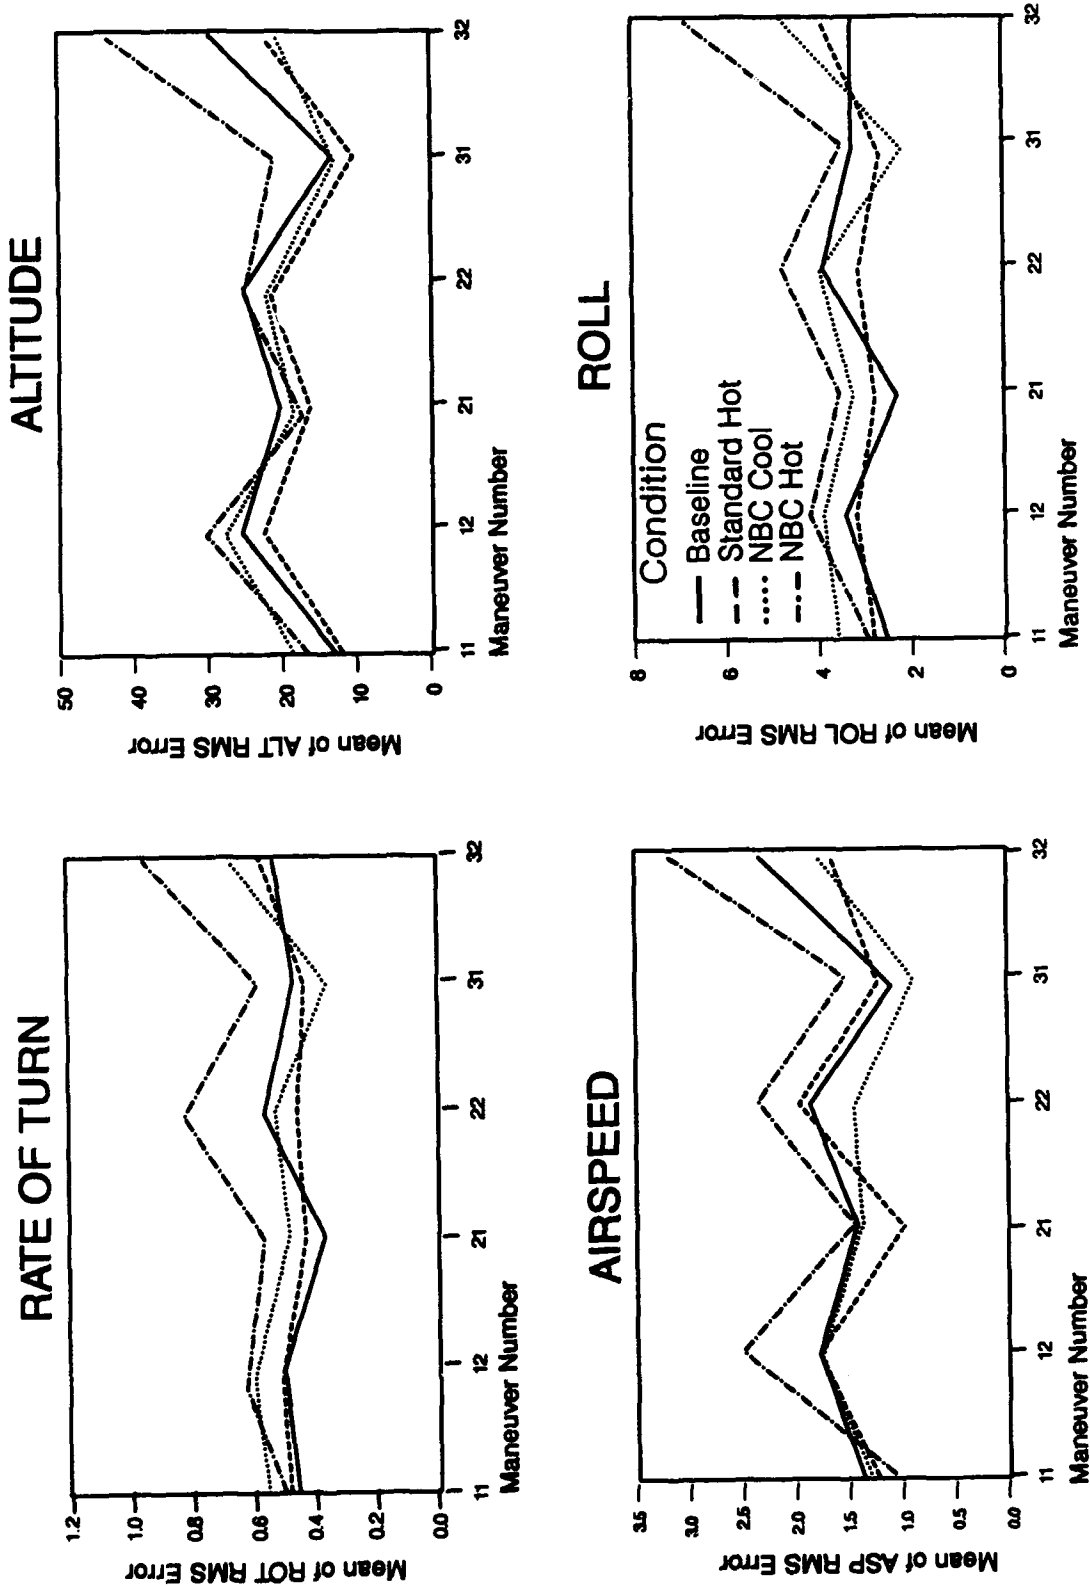 RATE OF TURN
Mean of ROT RMS Error
1.2
1.0
0.8
0.6
0.4
0.2
0.0
11
12
21
22
31
32
Maneuver Number
ALTITUDE
Mean of ALT RMS Error
50
40
30
20
10
0
11
12
21
22
31
32
Maneuver Number
AIRSPEED
Mean of ASP RMS Error
3.5
3.0
2.5
2.0
1.5
1.0
0.5
0.0
11
12
21
22
31
32
Maneuver Number
ROLL
Mean of ROL RMS Error
8
6
4
2
0
Condition
Baseline
Standard Hot
NBC Cool
NBC Hot
11
12
21
22
31
32
Maneuver Number